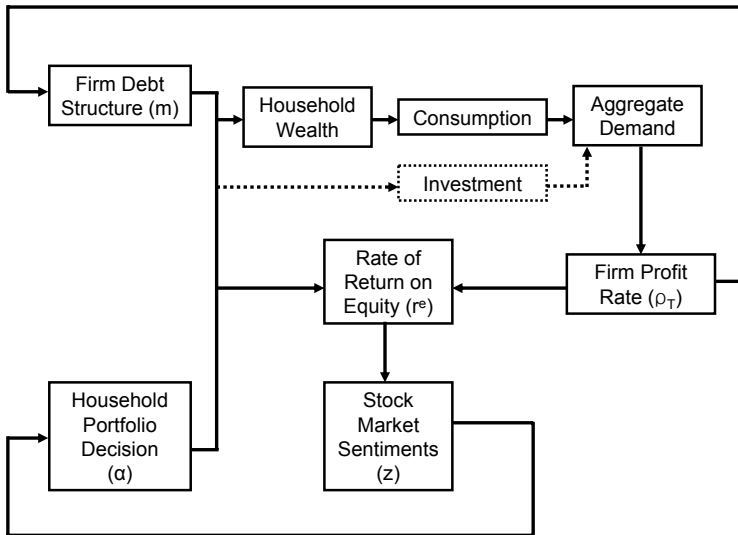 Firm Debt
Structure (m)
Household
Wealth
Consumption
Aggregate
Demand
Investment
Rate of
Return on
Equity (rᵉ)
Firm Profit
Rate (ρ_T)
Household
Portfolio
Decision
(α)
Stock
Market
Sentiments
(z)